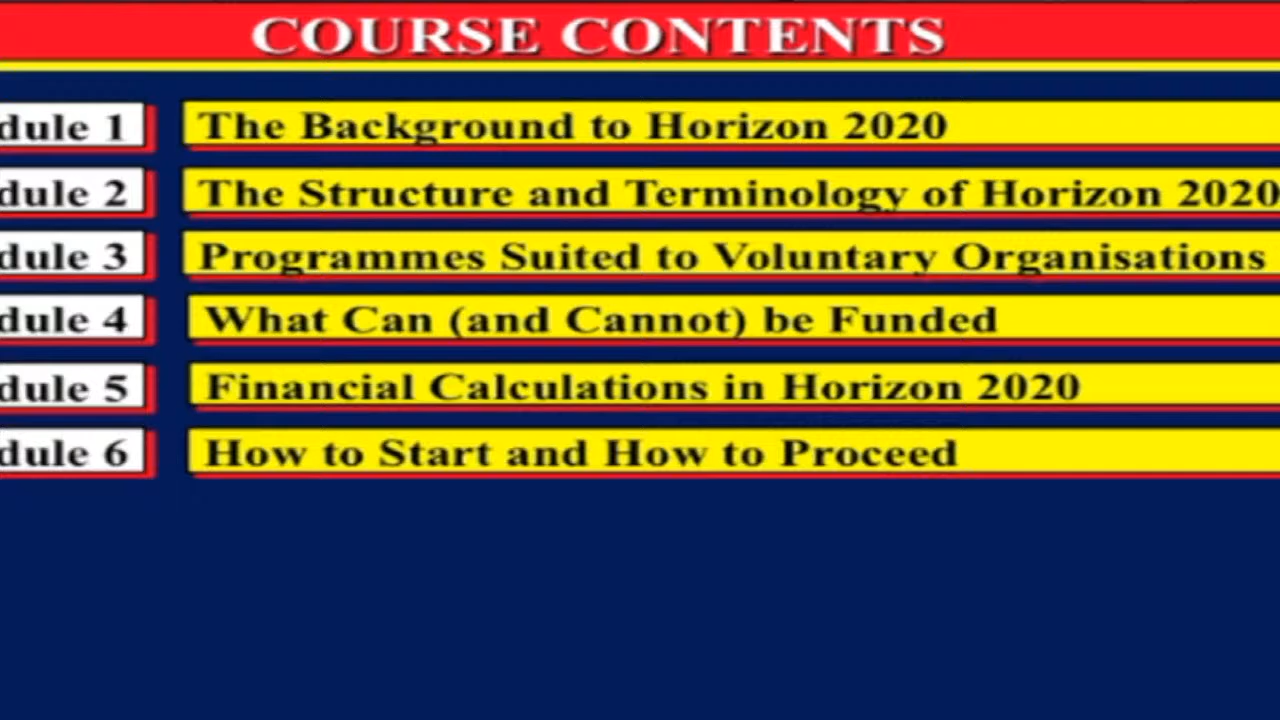 COURSE CONTENTS
dule 1 The Background to Horizon 2020
dule 2 The Structure and Terminology of Horizon 2020
dule 3 Programmes Suited to Voluntary Organisations
dule 4 What Can (and Cannot) be Funded
dule 5 Financial Calculations in Horizon 2020
dule 6 How to Start and How to Proceed